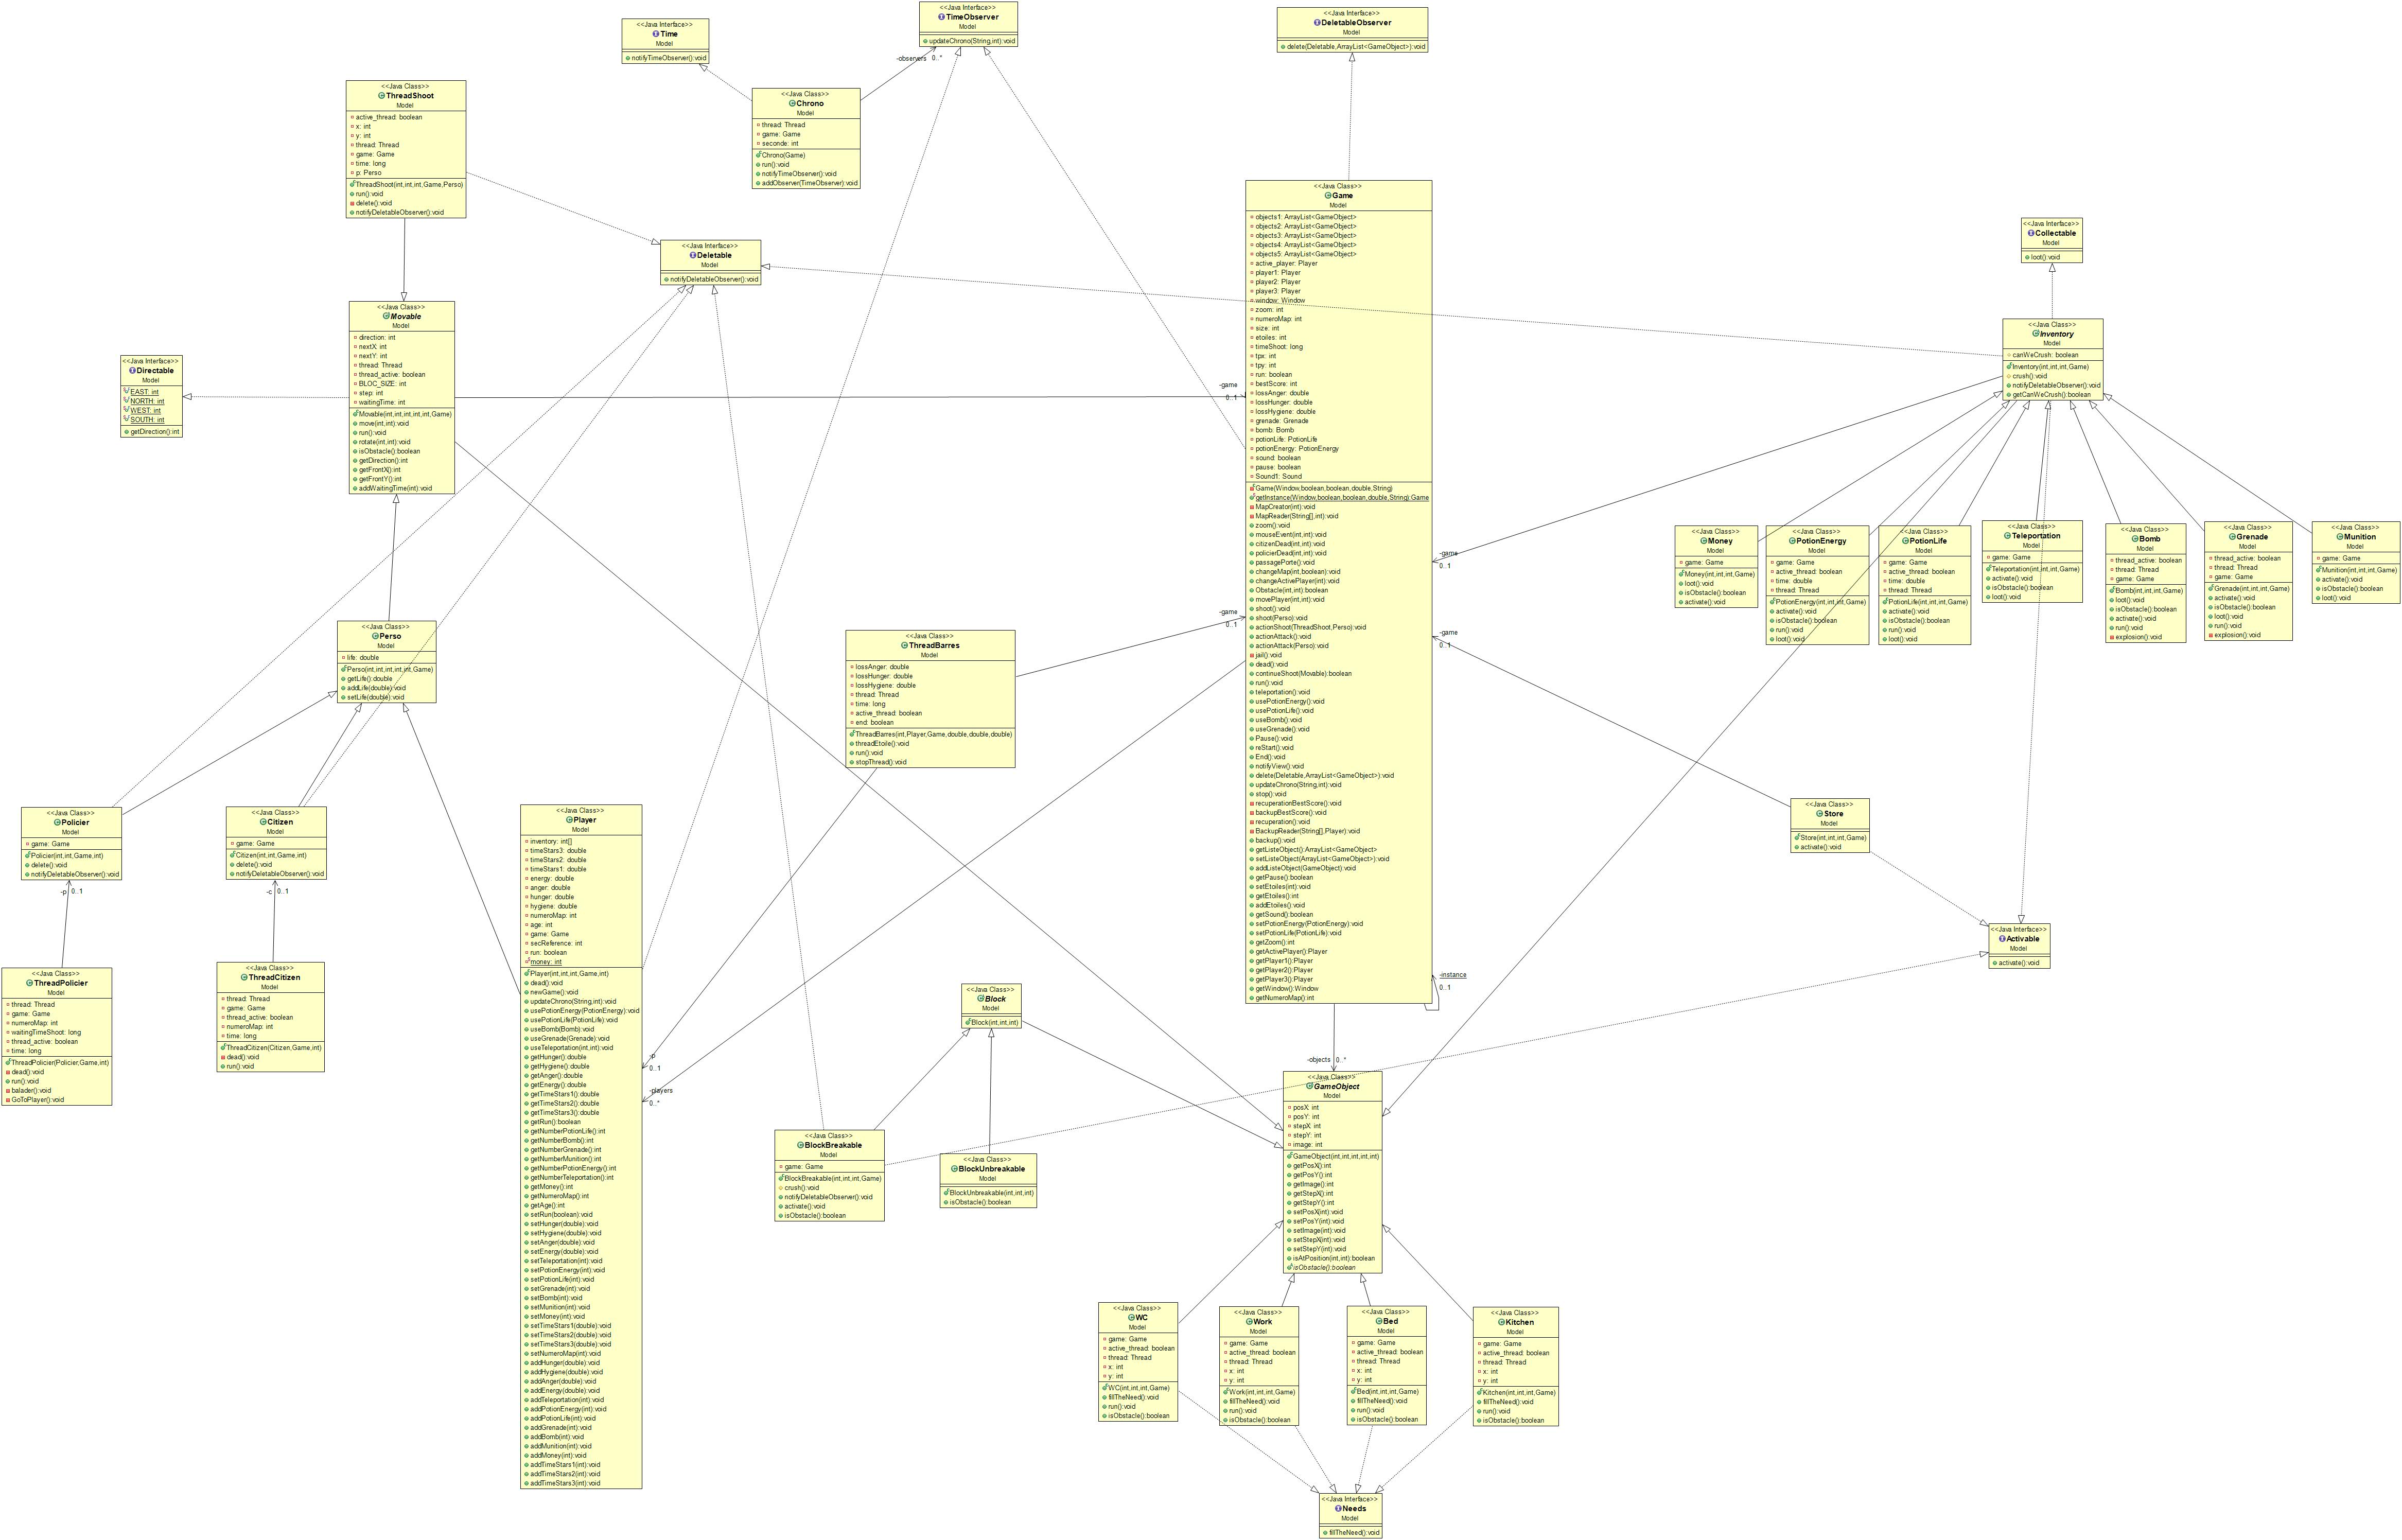 <<Java Interface>>
Time
Model
notifyTimeObserver():void
<<Java Interface>>
TimeObserver
Model
updateChrono(String,int):void
<<Java Interface>>
DeletableObserver
Model
delete(Deletable,ArrayList<GameObject>):void
-observers
0..*
<<Java Class>>
ThreadShoot
Model
active_thread: boolean
x: int
y: int
thread: Thread
game: Game
time: long
p: Perso
ThreadShoot(int,int,int,Game,Perso)
run():void
delete():void
notifyDeletableObserver():void
<<Java Class>>
Chrono
Model
thread: Thread
game: Game
seconde: int
Chrono(Game)
run():void
notifyTimeObserver():void
addObserver(TimeObserver):void
<<Java Interface>>
Deletable
Model
notifyDeletableObserver():void
<<Java Class>>
Game
Model
objects1: ArrayList<GameObject>
objects2: ArrayList<GameObject>
objects3: ArrayList<GameObject>
objects4: ArrayList<GameObject>
objects5: ArrayList<GameObject>
active_player: Player
player1: Player
player2: Player
player3: Player
window: Window
zoom: int
numeroMap: int
size: int
etoiles: int
timeShoot: long
tpx: int
tpy: int
run: boolean
bestScore: int
lossAnger: double
lossHunger: double
lossHygiene: double
grenade: Grenade
bomb: Bomb
potionLife: PotionLife
potionEnergy: PotionEnergy
sound: boolean
pause: boolean
Sound1: Sound
Game(Window,boolean,boolean,double,String)
getInstance(Window,boolean,boolean,double,String):Game
MapCreator(int):void
MapReader(String[],int):void
zoom():void
mouseEvent(int,int):void
citizenDead(int,int):void
policierDead(int,int):void
passagePorte():void
changeMap(int,boolean):void
changeActivePlayer(int):void
Obstacle(int,int):boolean
movePlayer(int,int):void
shoot():void
shoot(Perso):void
actionShoot(ThreadShoot,Perso):void
actionAttack():void
actionAttack(Perso):void
jail():void
dead():void
continueShoot(Movable):boolean
run():void
teleportation():void
usePotionEnergy():void
usePotionLife():void
useBomb():void
useGrenade():void
Pause():void
reStart():void
End():void
notifyView():void
delete(Deletable,ArrayList<GameObject>):void
updateChrono(String,int):void
stop():void
recuperationBestScore():void
backupBestScore():void
recuperation():void
BackupReader(String[],Player):void
backup():void
getListeObject():ArrayList<GameObject>
setListeObject(ArrayList<GameObject>):void
addListeObject(GameObject):void
getPause():boolean
setEtoiles(int):void
getEtoiles():int
addEtoiles():void
getSound():boolean
setPotionEnergy(PotionEnergy):void
setPotionLife(PotionLife):void
getZoom():int
getActivePlayer():Player
getPlayer1():Player
getPlayer2():Player
getPlayer3():Player
getWindow():Window
getNumeroMap():int
<<Java Interface>>
Collectable
Model
loot():void
<<Java Class>>
Inventory
Model
canWeCrush: boolean
Inventory(int,int,int,Game)
crush():void
notifyDeletableObserver():void
getCanWeCrush():boolean
<<Java Interface>>
Directable
Model
EAST: int
NORTH: int
WEST: int
SOUTH: int
getDirection():int
<<Java Class>>
Movable
Model
direction: int
nextX: int
nextY: int
thread: Thread
thread_active: boolean
BLOC_SIZE: int
step: int
waitingTime: int
Movable(int,int,int,int,int,Game)
move(int,int):void
run():void
rotate(int,int):void
isObstacle():boolean
getDirection():int
getFrontX():int
getFrontY():int
addWaitingTime(int):void
-game
0..1
-game
0..1
-game
0..1
-game
0..1
<<Java Class>>
Money
Model
game: Game
Money(int,int,int,Game)
loot():void
isObstacle():boolean
activate():void
<<Java Class>>
PotionEnergy
Model
game: Game
active_thread: boolean
time: double
thread: Thread
PotionEnergy(int,int,int,Game)
activate():void
isObstacle():boolean
run():void
loot():void
<<Java Class>>
PotionLife
Model
game: Game
active_thread: boolean
time: double
thread: Thread
PotionLife(int,int,int,Game)
activate():void
isObstacle():boolean
run():void
loot():void
<<Java Class>>
Teleportation
Model
game: Game
Teleportation(int,int,int,Game)
activate():void
isObstacle():boolean
loot():void
<<Java Class>>
Bomb
Model
thread_active: boolean
thread: Thread
game: Game
Bomb(int,int,int,Game)
loot():void
isObstacle():boolean
activate():void
run():void
explosion():void
<<Java Class>>
Grenade
Model
thread_active: boolean
thread: Thread
game: Game
Grenade(int,int,int,Game)
activate():void
isObstacle():boolean
loot():void
run():void
explosion():void
<<Java Class>>
Munition
Model
game: Game
Munition(int,int,int,Game)
activate():void
isObstacle():boolean
loot():void
<<Java Class>>
Perso
Model
life: double
Perso(int,int,int,int,int,Game)
getLife():double
addLife(double):void
setLife(double):void
<<Java Class>>
ThreadBarres
Model
lossAnger: double
lossHunger: double
lossHygiene: double
thread: Thread
time: long
active_thread: boolean
end: boolean
ThreadBarres(int,Player,Game,double,double,double)
threadEtoile():void
run():void
stopThread():void
<<Java Class>>
Policier
Model
game: Game
Policier(int,int,Game,int)
delete():void
notifyDeletableObserver():void
-p
0..1
<<Java Class>>
Citizen
Model
game: Game
Citizen(int,int,Game,int)
delete():void
notifyDeletableObserver():void
-c
0..1
<<Java Class>>
Player
Model
inventory: int[]
timeStars3: double
timeStars2: double
timeStars1: double
energy: double
anger: double
hunger: double
hygiene: double
numeroMap: int
age: int
game: Game
secReference: int
run: boolean
money: int
Player(int,int,int,Game,int)
dead():void
newGame():void
updateChrono(String,int):void
usePotionEnergy(PotionEnergy):void
usePotionLife(PotionLife):void
useBomb(Bomb):void
useGrenade(Grenade):void
useTeleportation(int,int):void
getHunger():double
getHygiene():double
getAnger():double
getEnergy():double
getTimeStars1():double
getTimeStars2():double
getTimeStars3():double
getRun():boolean
getNumberPotionLife():int
getNumberBomb():int
getNumberGrenade():int
getNumberMunition():int
getNumberPotionEnergy():int
getNumberTeleportation():int
getMoney():int
getNumeroMap():int
getAge():int
setRun(boolean):void
setHunger(double):void
setHygiene(double):void
setAnger(double):void
setEnergy(double):void
setTeleportation(int):void
setPotionEnergy(int):void
setPotionLife(int):void
setGrenade(int):void
setBomb(int):void
setMunition(int):void
setMoney(int):void
setTimeStars1(double):void
setTimeStars2(double):void
setTimeStars3(double):void
setNumeroMap(int):void
addHunger(double):void
addHygiene(double):void
addAnger(double):void
addEnergy(double):void
addTeleportation(int):void
addPotionEnergy(int):void
addPotionLife(int):void
addGrenade(int):void
addBomb(int):void
addMunition(int):void
addMoney(int):void
addTimeStars1(int):void
addTimeStars2(int):void
addTimeStars3(int):void
<<Java Class>>
Store
Model
Store(int,int,int,Game)
activate():void
<<Java Interface>>
Activable
Model
activate():void
<<Java Class>>
ThreadPolicier
Model
thread: Thread
game: Game
numeroMap: int
waitingTimeShoot: long
thread_active: boolean
time: long
ThreadPolicier(Policier,Game,int)
dead():void
run():void
balader():void
GoToPlayer():void
<<Java Class>>
ThreadCitizen
Model
thread: Thread
game: Game
thread_active: boolean
numeroMap: int
time: long
ThreadCitizen(Citizen,Game,int)
dead():void
run():void
-p
0..1
-players
0..*
<<Java Class>>
Block
Model
Block(int,int,int)
-instance
0..1
-objects
0..*
<<Java Class>>
GameObject
Model
posX: int
posY: int
stepX: int
stepY: int
image: int
GameObject(int,int,int,int,int)
getPosX():int
getPosY():int
getImage():int
getStepX():int
getStepY():int
setPosX(int):void
setPosY(int):void
setImage(int):void
setStepX(int):void
setStepY(int):void
isAtPosition(int,int):boolean
isObstacle():boolean
<<Java Class>>
BlockBreakable
Model
game: Game
BlockBreakable(int,int,int,Game)
crush():void
notifyDeletableObserver():void
activate():void
isObstacle():boolean
<<Java Class>>
BlockUnbreakable
Model
BlockUnbreakable(int,int,int)
isObstacle():boolean
<<Java Class>>
WC
Model
game: Game
active_thread: boolean
thread: Thread
x: int
y: int
WC(int,int,int,Game)
fillTheNeed():void
run():void
isObstacle():boolean
<<Java Class>>
Work
Model
game: Game
active_thread: boolean
thread: Thread
x: int
y: int
Work(int,int,int,Game)
fillTheNeed():void
run():void
isObstacle():boolean
<<Java Class>>
Bed
Model
game: Game
active_thread: boolean
thread: Thread
x: int
y: int
Bed(int,int,int,Game)
fillTheNeed():void
run():void
isObstacle():boolean
<<Java Class>>
Kitchen
Model
game: Game
active_thread: boolean
thread: Thread
x: int
y: int
Kitchen(int,int,int,Game)
fillTheNeed():void
run():void
isObstacle():boolean
<<Java Interface>>
Needs
Model
fillTheNeed():void